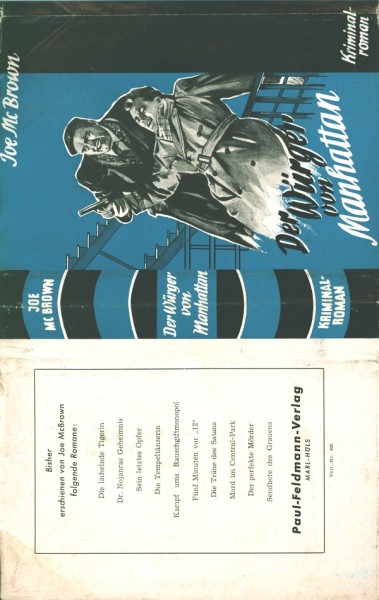 Joe Mc Brown
Kriminal-
roman
Der Würger
von
Manhattan
JOE
MC BROWN
Der Würger
von
Manhattan
KRIMINAL-
ROMAN
Bisher
erschienen von Joe McBrown
folgende Romane:
Die lächelnde Tigerin
Dr. Nojanras Geheimnis
Sein letztes Opfer
Die Tempeltänzerin
Kampf ums Rauschgiftmonopol
Fünf Minuten vor „12"
Die Träne des Satans
Mord im Central-Park
Der perfekte Mörder
Sendbote des Grauens
Paul-Feldmann-Verlag
MARL-HÜLS